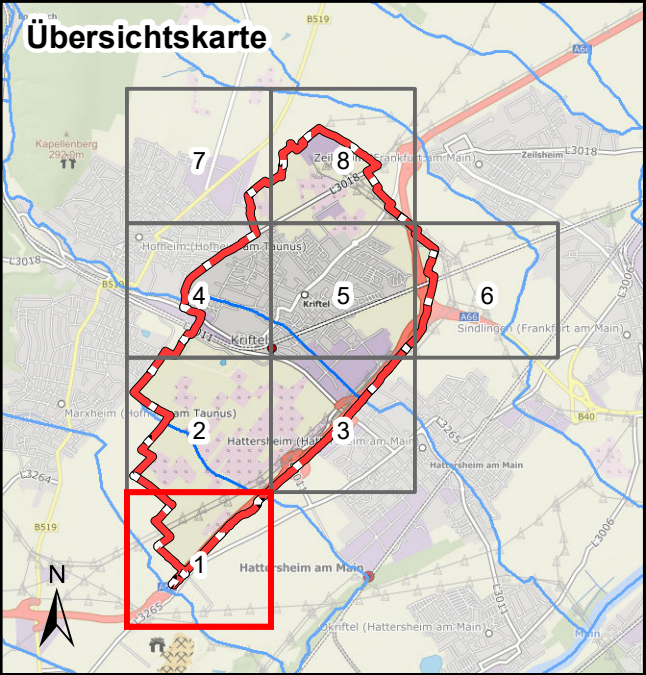 Übersichtskarte
B519
A66
Kapellenberg
292.0m
7
8
Zeilsheim (Frankfurt am Main)
Zeilsheim
L3018
L3018
Hofheim (Hofheim am Taunus)
L3018
B519
L3006
4
5
6
Kriftel
A66
Sindlingen (Frankfurt am Main)
L3011
Kriftel
Marxheim (Hofheim am Taunus)
B40
2
3
Hattersheim (Hattersheim am Main)
L3265
Hattersheim am Main
L3264
L3011
B519
L3006
1
N
Hattersheim am Main
L3265
L3011
Okriftel (Hattersheim am Main)
Main